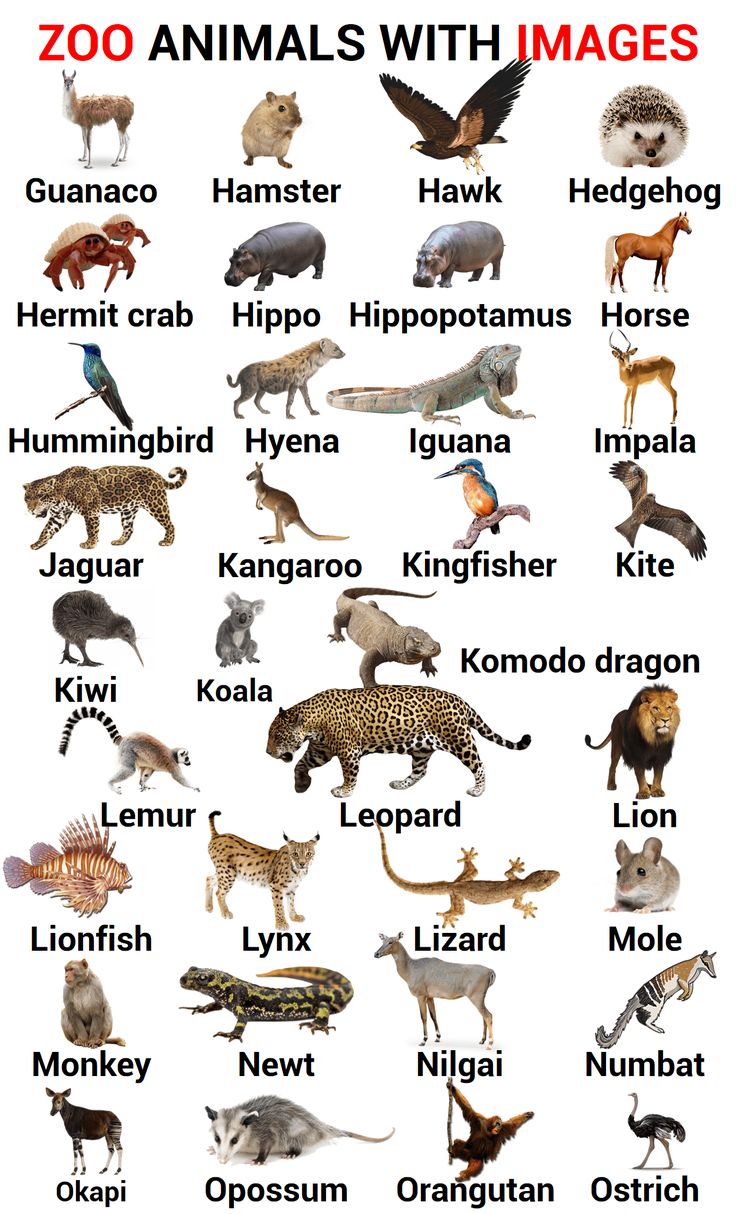 ZOO ANIMALS WITH IMAGES
Guanaco Hamster Hawk Hedgehog
Hermit crab Hippo Hippopotamus Horse
Hummingbird Hyena Iguana Impala
Jaguar Kangaroo Kingfisher Kite
Komodo dragon
Kiwi Koala
Lemur Leopard Lion
Lionfish Lynx Lizard Mole
Monkey Newt Nilgai Numbat
Okapi Opossum Orangutan Ostrich